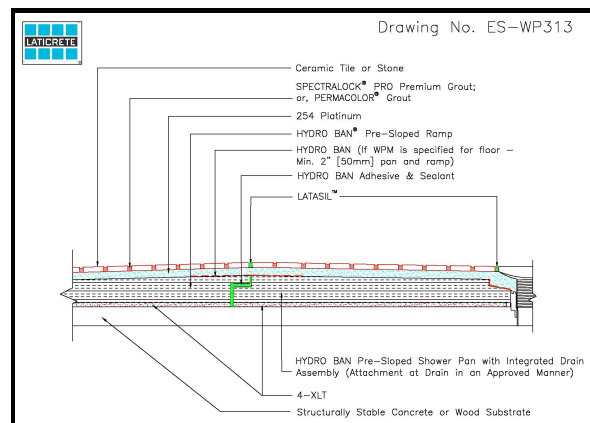 Drawing No. ES-WP313
LATICRETE
Ceramic Tile or Stone
SPECTRALOCK® PRO Premium Grout;
or, PERMACOLOR® Grout
254 Platinum
HYDRO BAN® Pre-Sloped Ramp
HYDRO BAN (If WPM is specified for floor –
Min. 2" [50mm] pan and ramp)
HYDRO BAN Adhesive & Sealant
LATASIL™
HYDRO BAN Pre-Sloped Shower Pan with Integrated Drain
Assembly (Attachment at Drain in an Approved Manner)
4-XLT
Structurally Stable Concrete or Wood Substrate